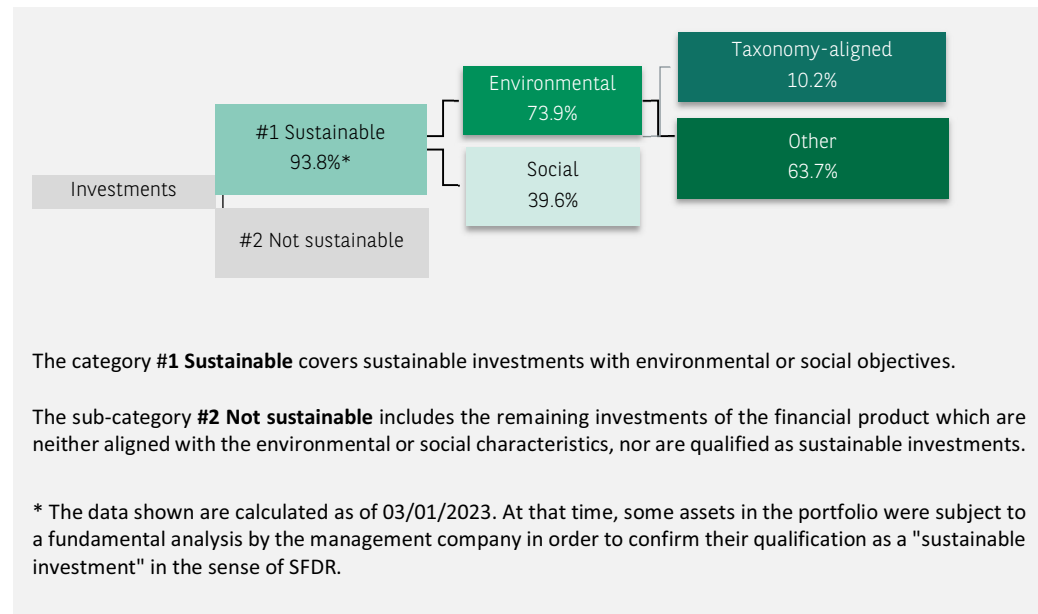 Taxonomy-aligned
10.2%
Environmental
73.9%
#1 Sustainable
93.8%*
Other
63.7%
Social
39.6%
Investments
#2 Not sustainable
The category #1 Sustainable covers sustainable investments with environmental or social objectives.
The sub-category #2 Not sustainable includes the remaining investments of the financial product which are
neither aligned with the environmental or social characteristics, nor are qualified as sustainable investments.
* The data shown are calculated as of 03/01/2023. At that time, some assets in the portfolio were subject to
a fundamental analysis by the management company in order to confirm their qualification as a "sustainable
investment" in the sense of SFDR.